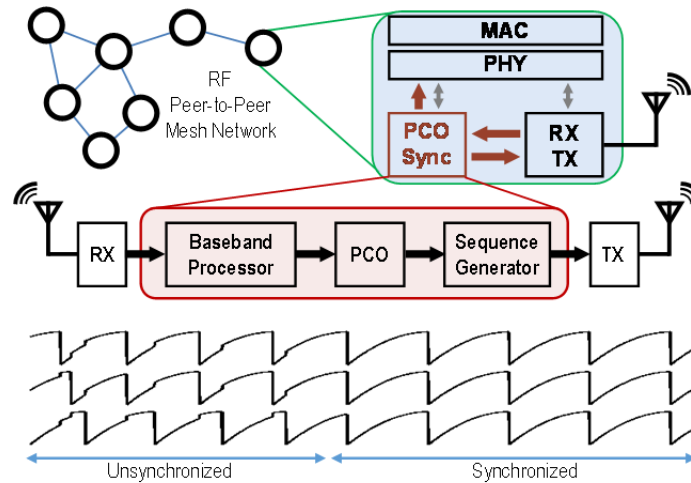 MAC
PHY
RF
Peer-to-Peer
Mesh Network
PCO
Sync
RX
TX
RX
Baseband
Processor
PCO
Sequence
Generator
TX
Unsynchronized
Synchronized